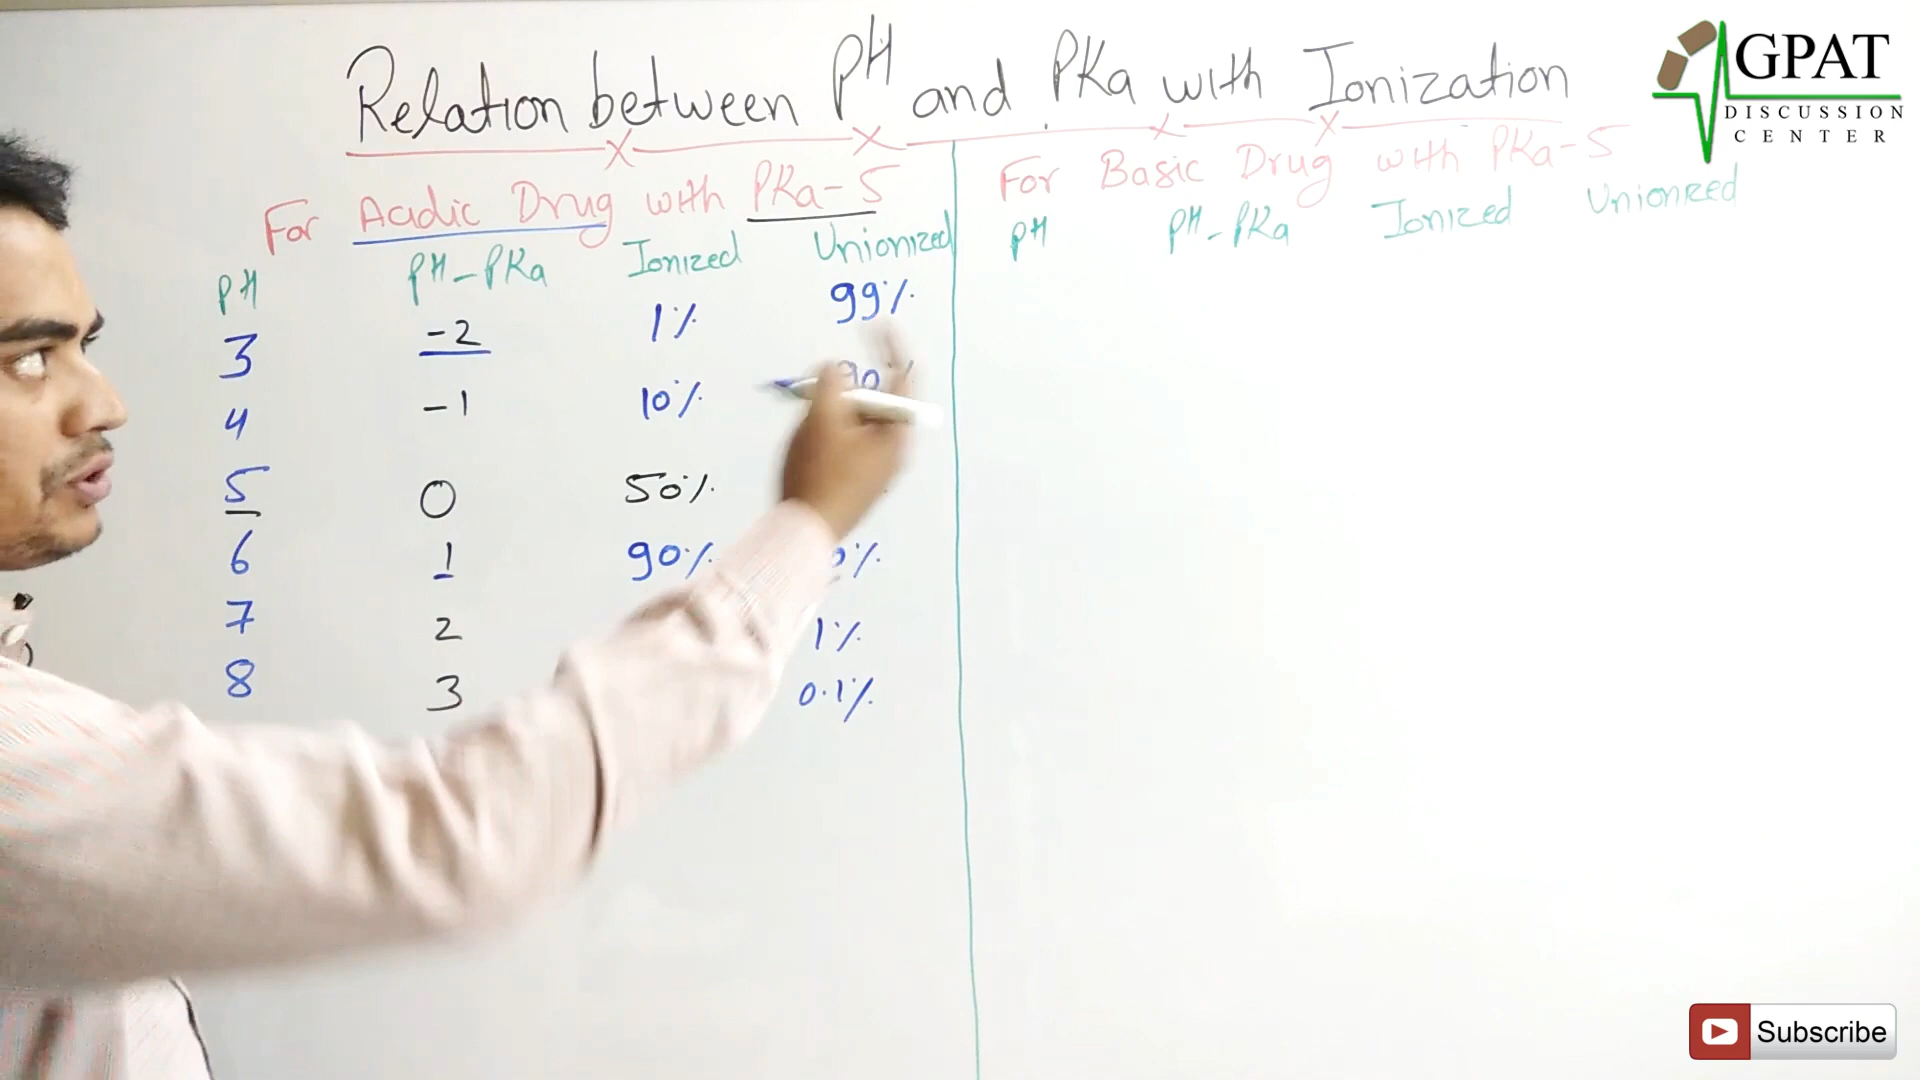 Relation between PH and PKa with Ionization
GPAT
DISCUSSION
CENTER
For Acidic Drug with PKa-5
PH PH-PKa Ionized Unionized
3 -2 1% 99%
4 -1 10% 90%
5 0 50%
6 1 90%
7 2 1%
8 3 0.1%
For Basic Drug with PKa-5
PH PH-PKa Ionized Unionized
Subscribe